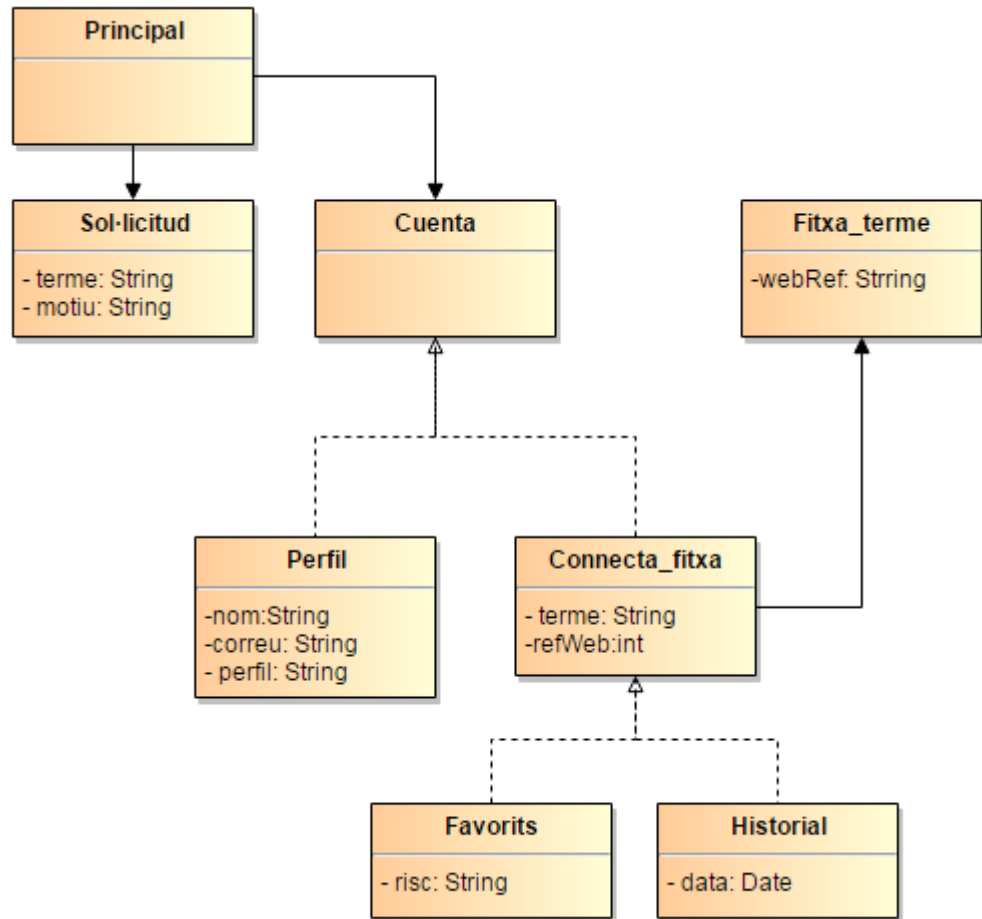 Principal
Sol·licitud
- terme: String
- motiu: String
Cuenta
Fitxa_terme
-webRef: Strring
Perfil
-nom:String
-correu: String
- perfil: String
Connecta_fitxa
- terme: String
-refWeb:int
Favorits
- risc: String
Historial
- data: Date